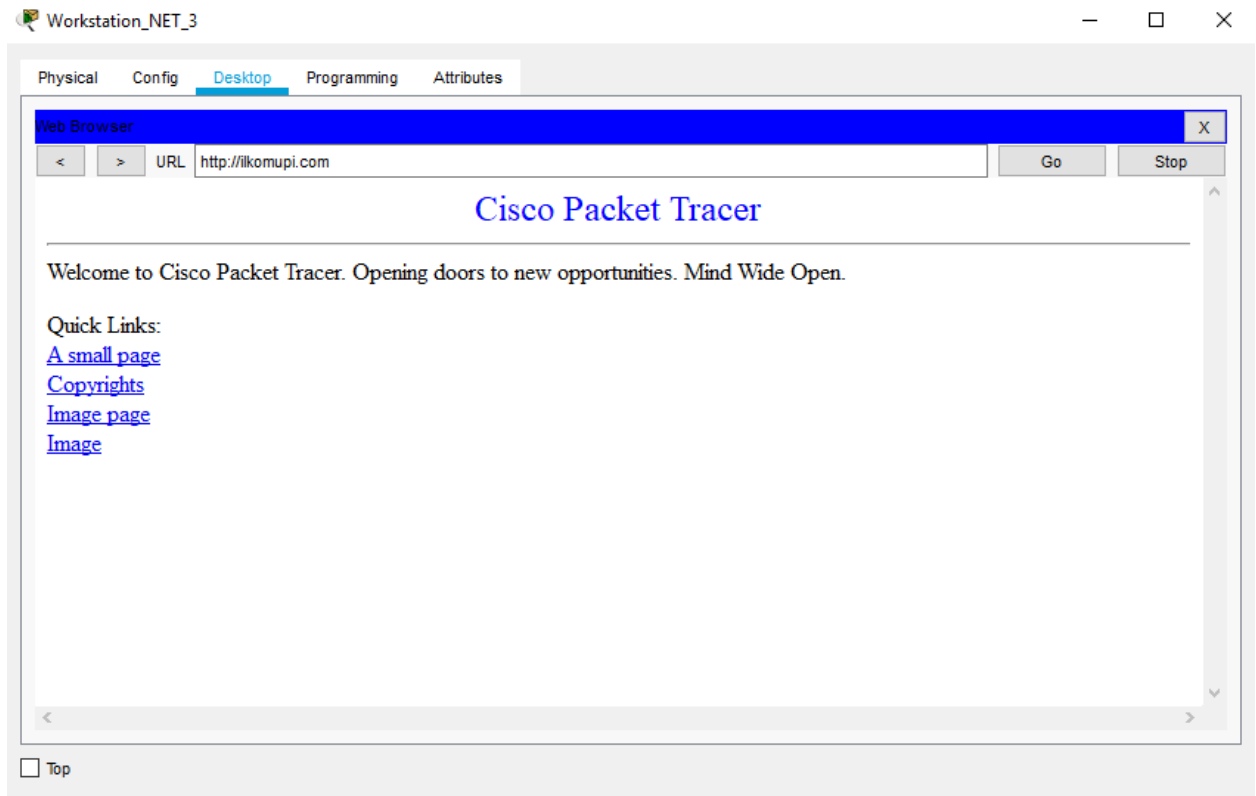 Workstation_NET_3
Physical Config Desktop Programming Attributes
Web Browser
X
< > URL http://ilkomupi.com Go Stop
Cisco Packet Tracer
Welcome to Cisco Packet Tracer. Opening doors to new opportunities. Mind Wide Open.
Quick Links:
A small page
Copyrights
Image page
Image
Top